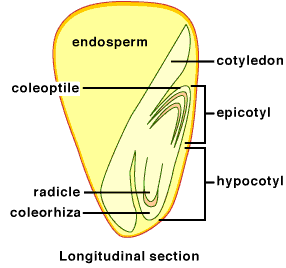 endosperm
cotyledon
coleoptile
epicotyl
hypocotyl
radicle
coleorhiza
Longitudinal section